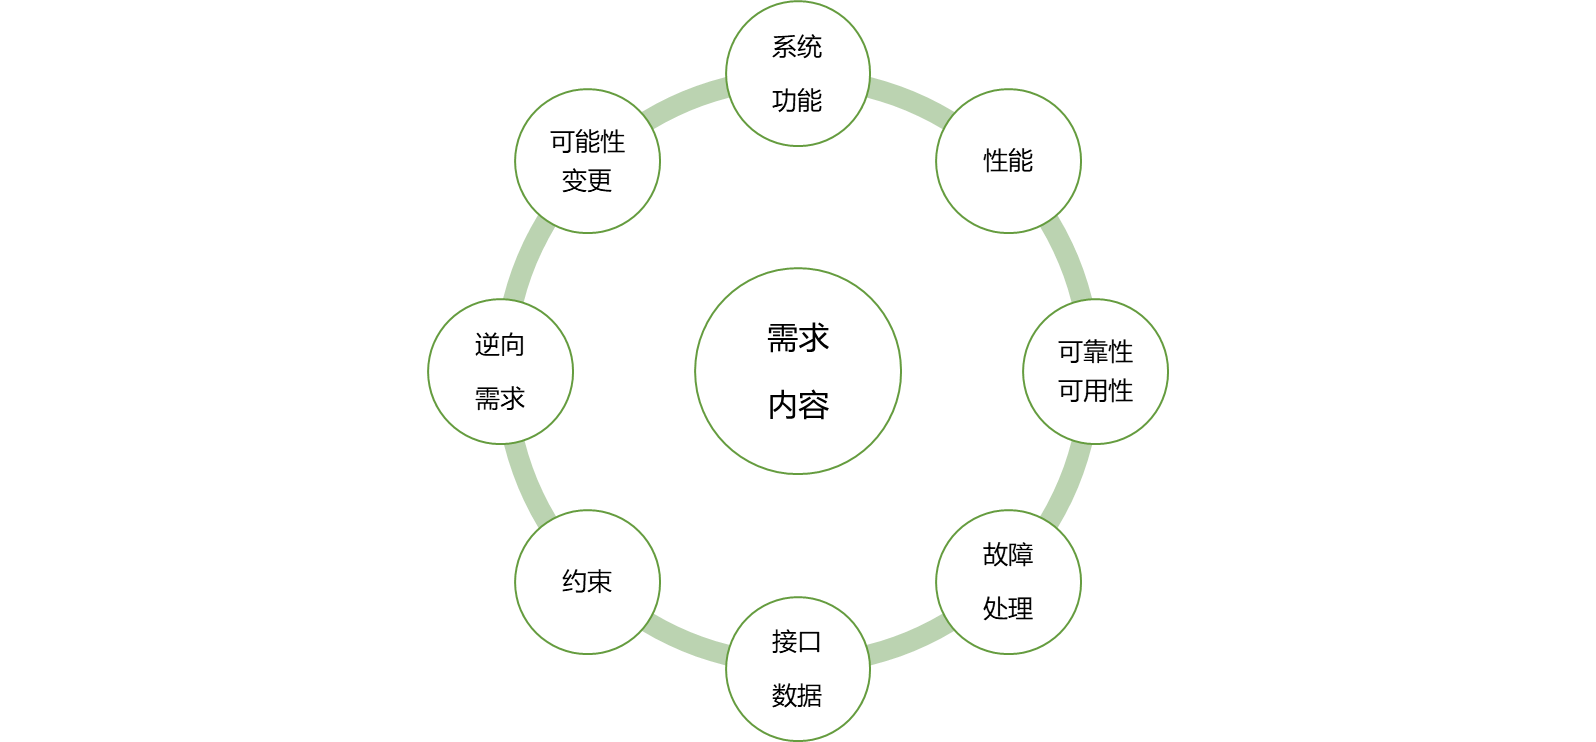 系统
功能
性能
可靠性
可用性
故障
处理
接口
数据
约束
逆向
需求
可能性
变更
需求
内容